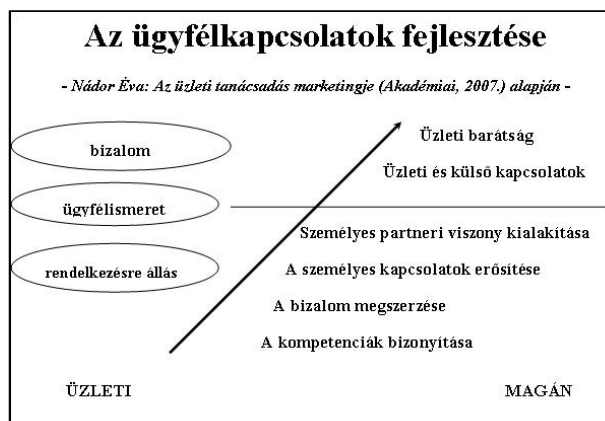 Az ügyfélkapcsolatok fejlesztése
- Nádor Éva: Az üzleti tanácsadás marketingje (Akadémiai, 2007.) alapján -
bizalom
ügyfélismeret
rendelkezésre állás
Üzleti barátság
Üzleti és külső kapcsolatok
Személyes partneri viszony kialakítása
A személyes kapcsolatok erősítése
A bizalom megszerzése
A kompetenciák bizonyítása
ÜZLETI
MAGÁN